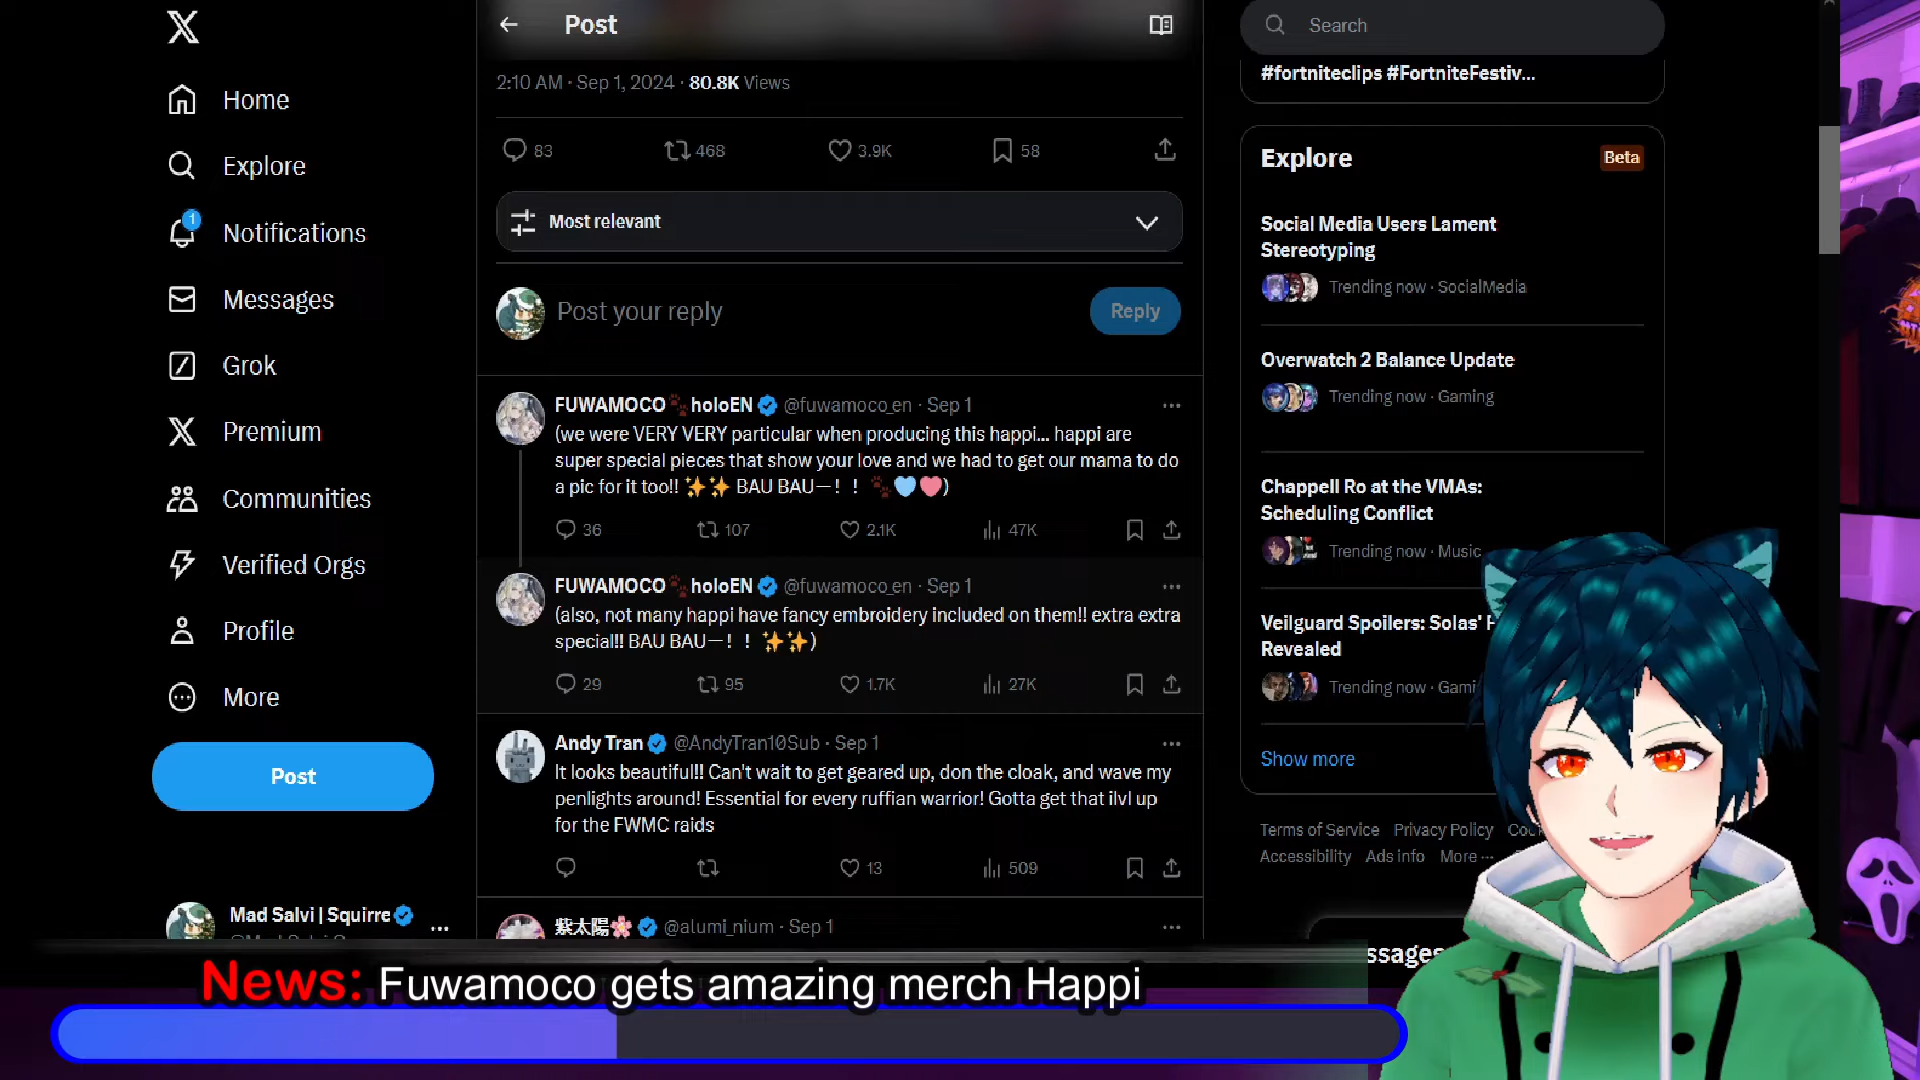 Home
Explore
1
Notifications
Messages
Grok
Premium
Communities
Verified Orgs
Profile
More
Post
Mad Salvi | Squirre
Post
2:10 AM · Sep 1, 2024 · 80.8K Views
83 468 3.9K 58
Most relevant
Post your reply
Reply
FUWAMOCO🐾holoEN @fuwamoco_en · Sep 1
(we were VERY VERY particular when producing this happi... happi are
super special pieces that show your love and we had to get our mama to do
a pic for it too!! ✨✨ BAU BAU—！！ 🐾🩵🩷)
36 107 2.1K 47K
FUWAMOCO🐾holoEN @fuwamoco_en · Sep 1
(also, not many happi have fancy embroidery included on them!! extra extra
special!! BAU BAU—！！ ✨✨)
29 95 1.7K 27K
Andy Tran @AndyTran10Sub · Sep 1
It looks beautiful!! Can't wait to get geared up, don the cloak, and wave my
penlights around! Essential for every ruffian warrior! Gotta get that ilvl up
for the FWMC raids
13 509
紫太陽🌸 @alumi_nium · Sep 1
Search
#fortniteclips #FortniteFestiv...
Explore
Beta
Social Media Users Lament
Stereotyping
Trending now · SocialMedia
Overwatch 2 Balance Update
Trending now · Gaming
Chappell Ro at the VMAs:
Scheduling Conflict
Trending now · Music
Veilguard Spoilers: Solas'
Revealed
Trending now · Gami
Show more
Terms of Service Privacy Policy Coo
Accessibility Ads info More ...
ssages
News: Fuwamoco gets amazing merch Happi